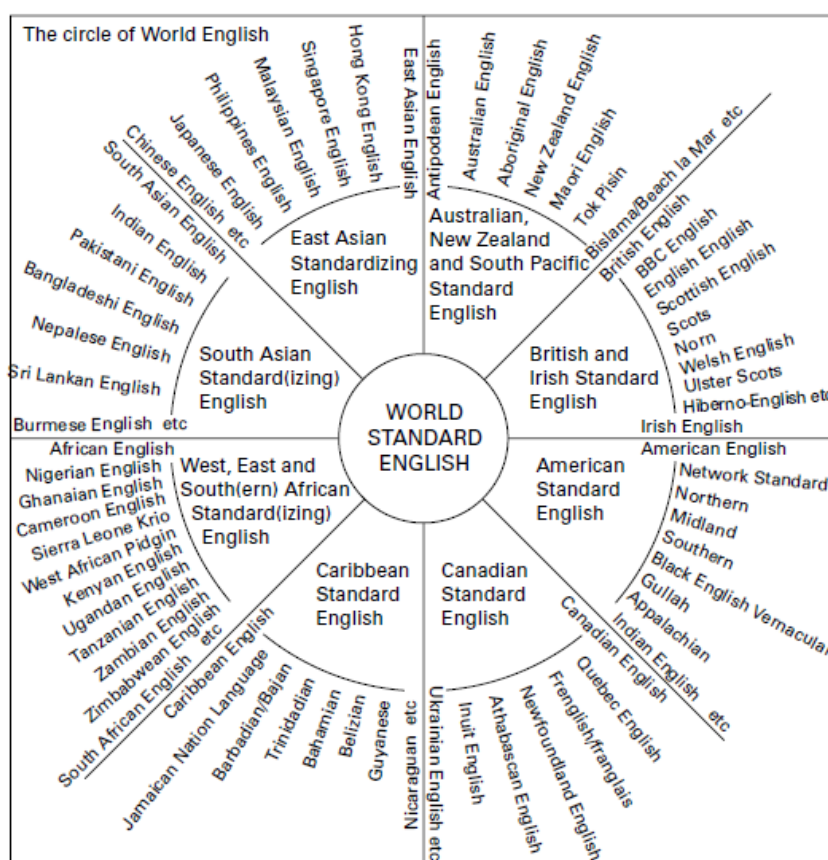 The circle of World English
East Asian English
Hong Kong English
Singapore English
Malaysian English
Philippines English
Japanese English
Chinese English etc
East Asian
Standardizing
English
Antipodean English
Australian English
Aboriginal English
New Zealand English
Maori English
Tok Pisin
Bislama/Beach la Mar etc
Australian,
New Zealand
and South Pacific
Standard
English
British English
BBC English
English English
Scottish English
Scots
Norn
Welsh English
Ulster Scots
Hiberno-English etc
Irish English
British and
Irish Standard
English
American English
Network Standard
Northern
Midland
Southern
Black English Vernacular
Gullah
Appalachian
Indian English etc
American
Standard
English
Canadian English
Quebec English
Frenglish/franglais
Newfoundland English
Athabascan English
Inuit English
Ukrainian English etc
Canadian
Standard
English
Caribbean English
Jamaican Nation Language
Barbadian/Bajan
Trinidadian
Bahamian
Belizian
Guyanese
Nicaraguan etc
Caribbean
Standard
English
African English
Nigerian English
Ghanaian English
Cameroon English
Sierra Leone Krio
West African Pidgin
Kenyan English
Ugandan English
Tanzanian English
Zambian English
Zimbabwean English
South African English etc
West, East and
South(ern) African
Standard(izing)
English
South Asian English
Indian English
Pakistani English
Bangladeshi English
Nepalese English
Sri Lankan English
Burmese English etc
South Asian
Standard(izing)
English
WORLD
STANDARD
ENGLISH